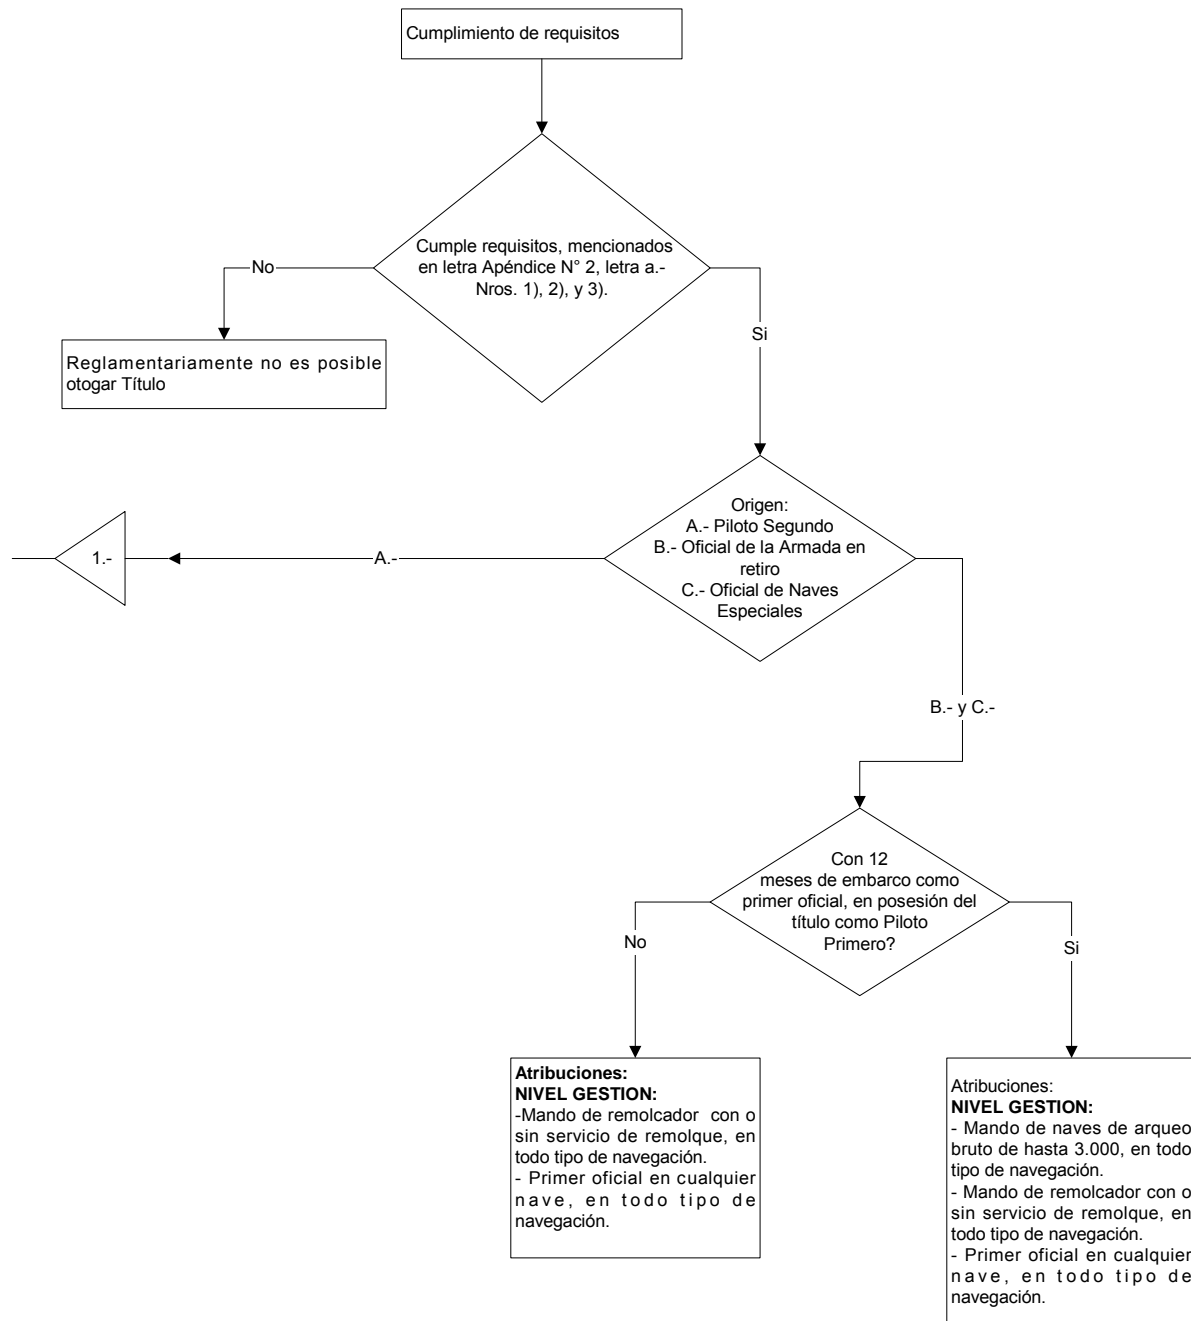 Cumplimiento de requisitos
Cumple requisitos, mencionados
en letra Apéndice N° 2, letra a.-
Nros. 1), 2), y 3).
No
Si
Reglamentariamente no es posible
otogar Título
Origen:
A.- Piloto Segundo
B.- Oficial de la Armada en
retiro
C.- Oficial de Naves
Especiales
1.-
A.-
B.- y C.-
Con 12
meses de embarco como
primer oficial, en posesión del
título como Piloto
Primero?
No
Si
Atribuciones:
NIVEL GESTION:
-Mando de remolcador con o
sin servicio de remolque, en
todo tipo de navegación.
- Primer oficial en cualquier
nave, en todo tipo de
navegación.
Atribuciones:
NIVEL GESTION:
- Mando de naves de arqueo
bruto de hasta 3.000, en todo
tipo de navegación.
- Mando de remolcador con o
sin servicio de remolque, en
todo tipo de navegación.
- Primer oficial en cualquier
nave, en todo tipo de
navegación.